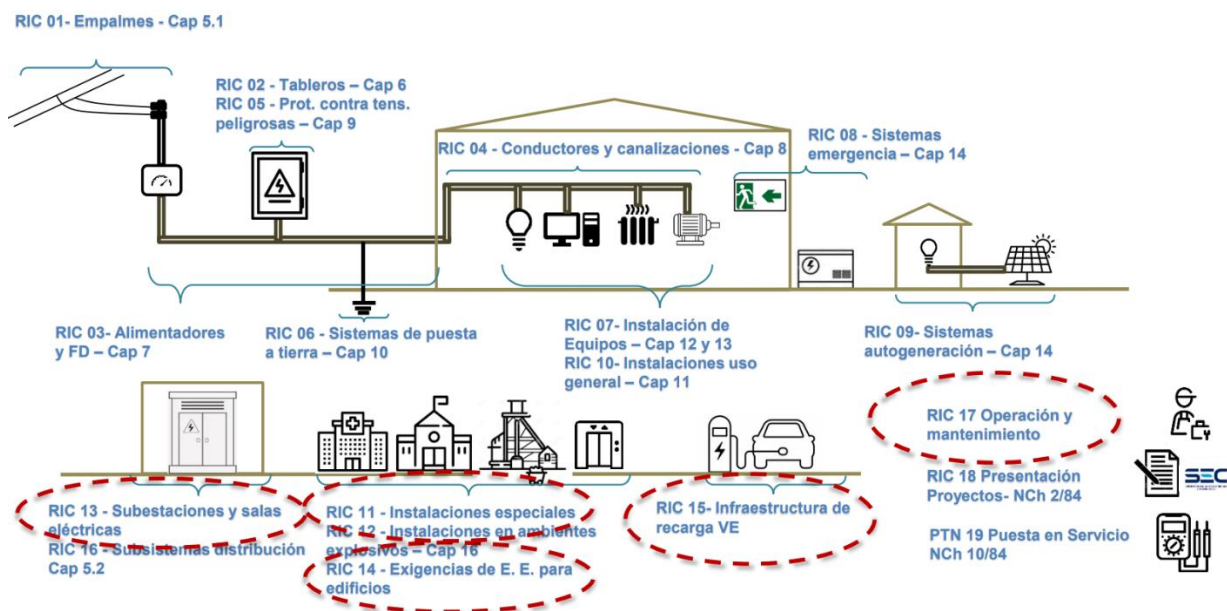 RIC 01- Empalmes - Cap 5.1
RIC 02 - Tableros – Cap 6
RIC 05 - Prot. contra tens.
peligrosas – Cap 9
RIC 04 - Conductores y canalizaciones - Cap 8
RIC 08 - Sistemas
emergencia – Cap 14
RIC 03- Alimentadores
y FD – Cap 7
RIC 06 - Sistemas de puesta
a tierra – Cap 10
RIC 07- Instalación de
Equipos – Cap 12 y 13
RIC 10- Instalaciones uso
general – Cap 11
RIC 09- Sistemas
autogeneración – Cap 14
RIC 17 Operación y
mantenimiento
RIC 18 Presentación
Proyectos- NCh 2/84
SEC
PTN 19 Puesta en Servicio
NCh 10/84
RIC 13 - Subestaciones y salas
eléctricas
RIC 16 - Subsistemas distribución
Cap 5.2
RIC 11 - Instalaciones especiales
RIC 12 - Instalaciones en ambientes
explosivos – Cap 16
RIC 14 - Exigencias de E. E. para
edificios
RIC 15- Infraestructura de
recarga VE